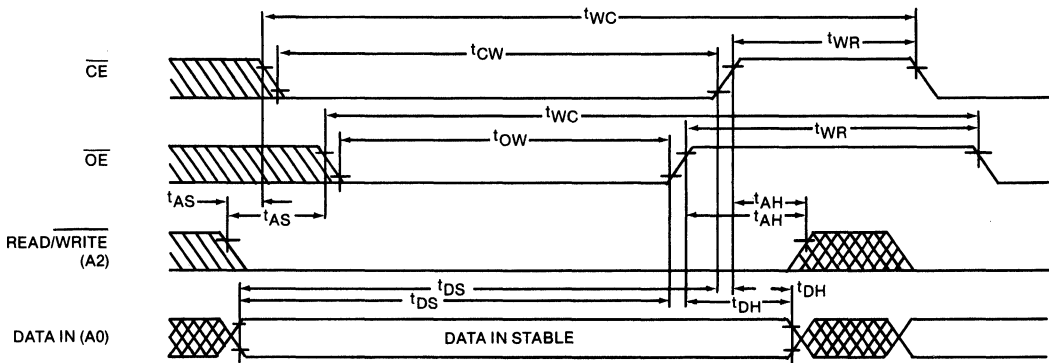 tWC
tCW
tWR
CE
tWC
tOW
tWR
OE
tAS
tAS
tAH
tAH
READ/WRITE
(A2)
tDS
tDH
tDS
tDH
DATA IN (A0)
DATA IN STABLE